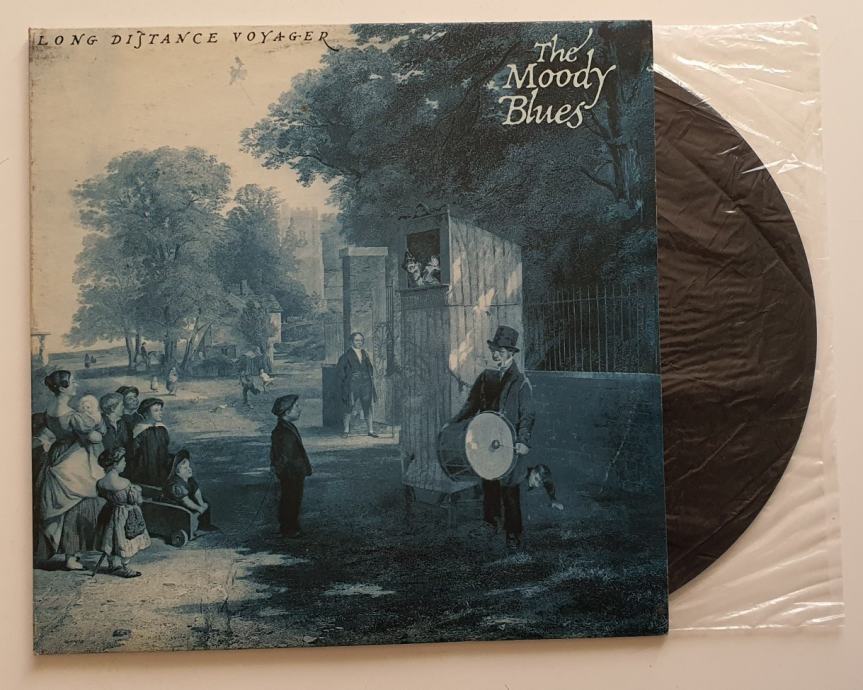 LONG DISTANCE VOYAGER
The
Moody
Blues